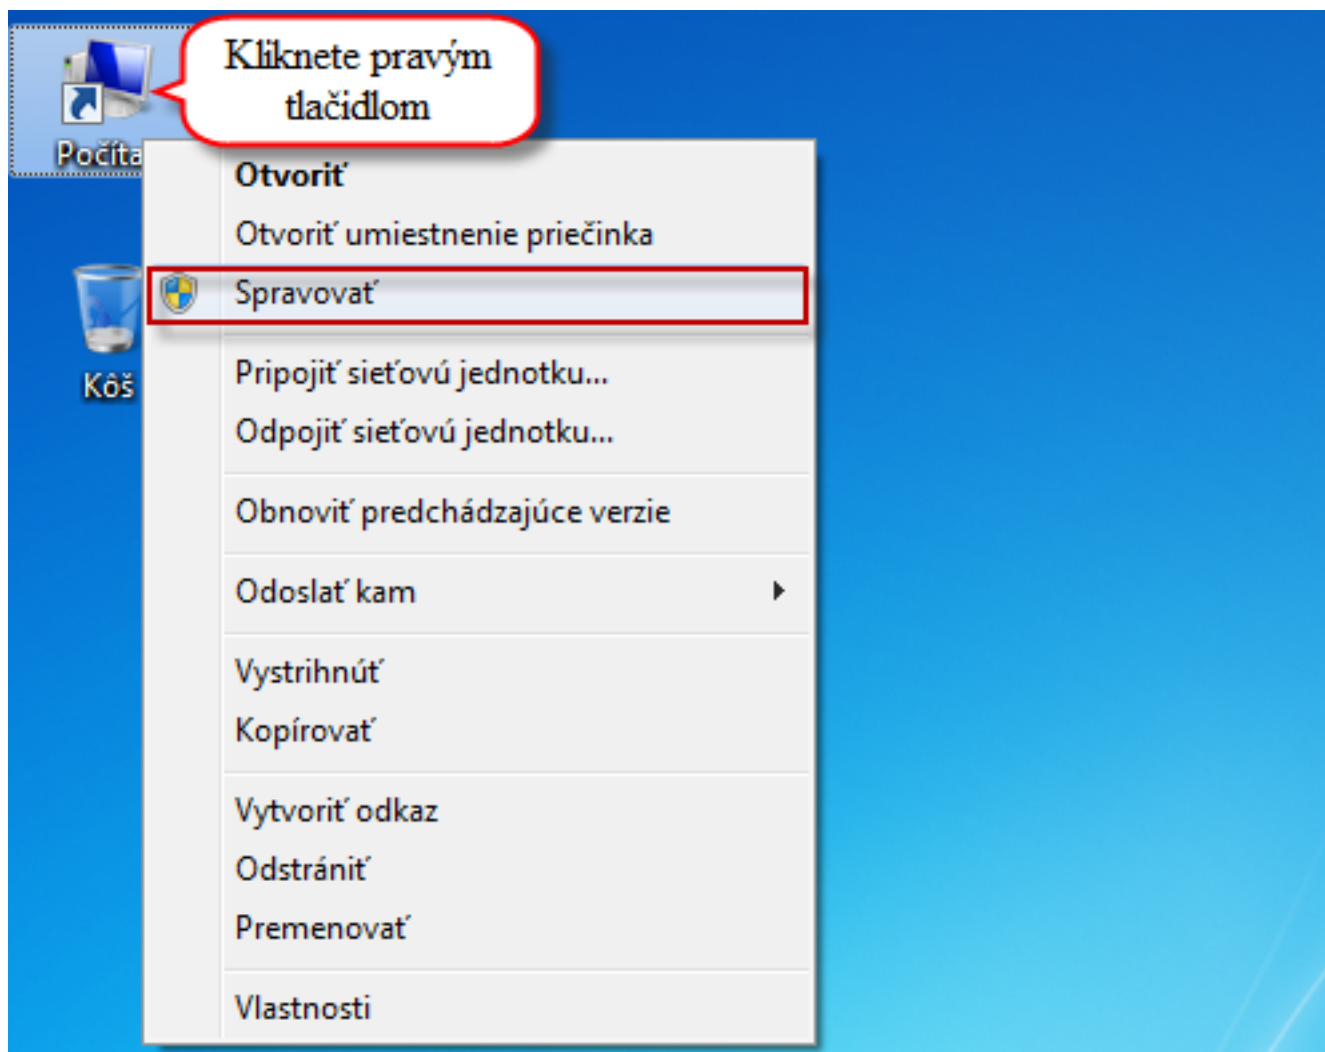 Kliknete pravým
tlačidlom
Počíta
Otvoriť
Otvoriť umiestnenie priečinka
Spravovať
Kôš
Pripojiť sieťovú jednotku...
Odpojiť sieťovú jednotku...
Obnoviť predchádzajúce verzie
Odoslať kam
Vystrihnúť
Kopírovať
Vytvoriť odkaz
Odstrániť
Premenovať
Vlastnosti